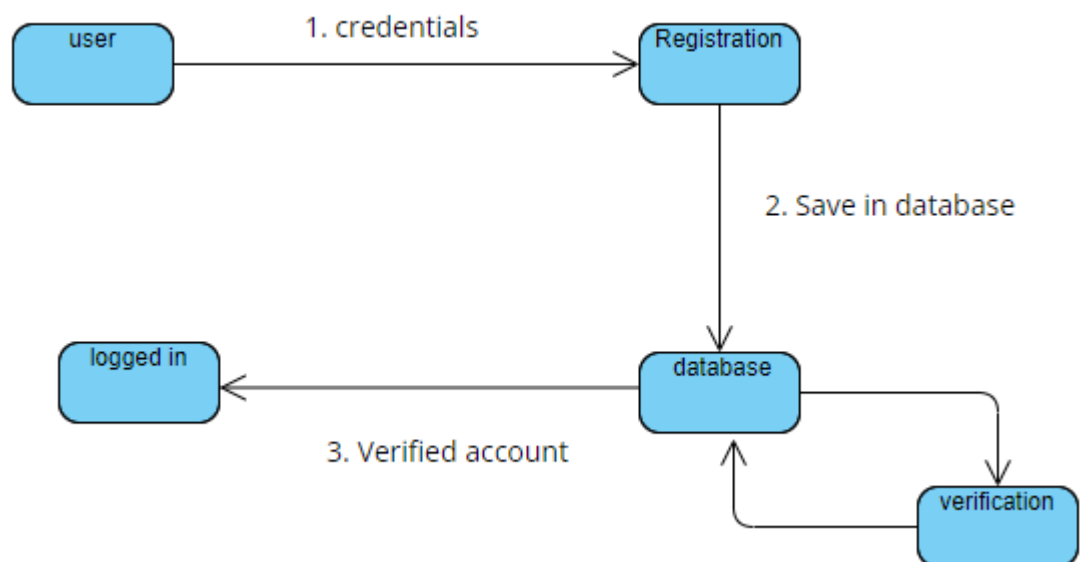 1. credentials
user
Registration
2. Save in database
logged in
database
3. Verified account
verification